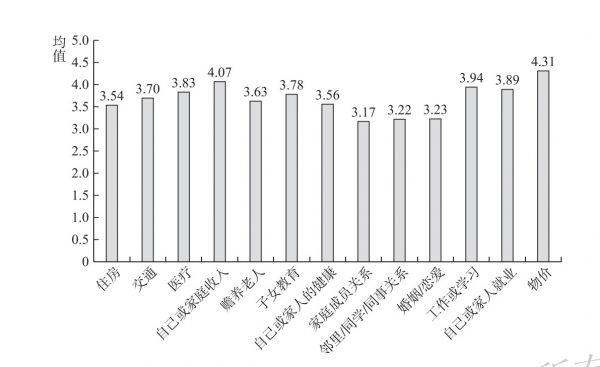 均值
5.0
4.5
4.0
3.5
3.0
2.5
2.0
1.5
1.0
0.5
0
3.54
3.70
3.83
4.07
3.63
3.78
3.56
3.17
3.22
3.23
3.94
3.89
4.31
住房
交通
医疗
自己或家庭收入
赡养老人
子女教育
自己或家人的健康
家庭成员关系
邻里/同学/同事关系
婚姻/恋爱
工作或学习
自己或家人就业
物价